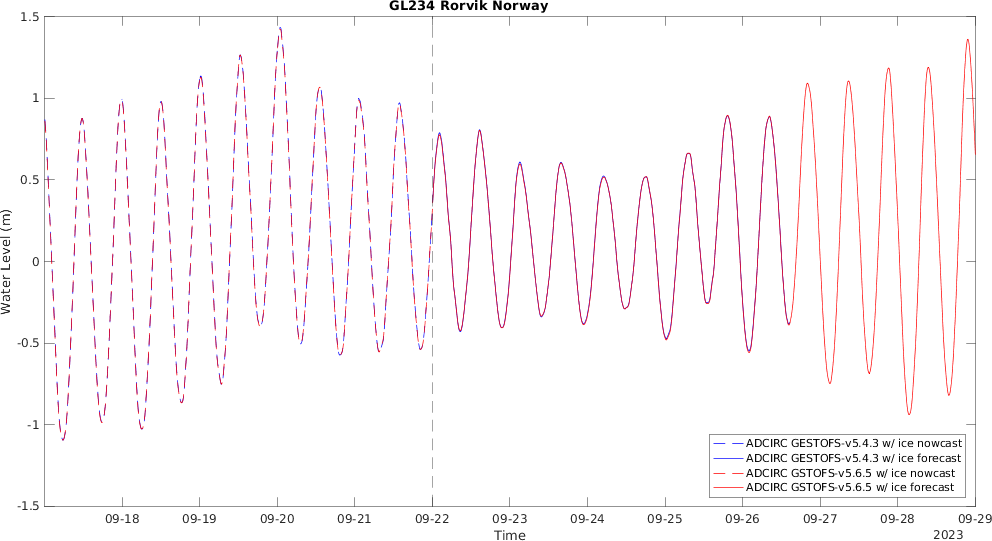 GL234 Rorvik Norway
1.5
1
0.5
0
-0.5
-1
-1.5
Water Level (m)
09-18 09-19 09-20 09-21 09-22 09-23 09-24 09-25 09-26 09-27 09-28 09-29
Time
2023
ADCIRC GESTOFS-v5.4.3 w/ ice nowcast
ADCIRC GESTOFS-v5.4.3 w/ ice forecast
ADCIRC GSTOFS-v5.6.5 w/ ice nowcast
ADCIRC GSTOFS-v5.6.5 w/ ice forecast